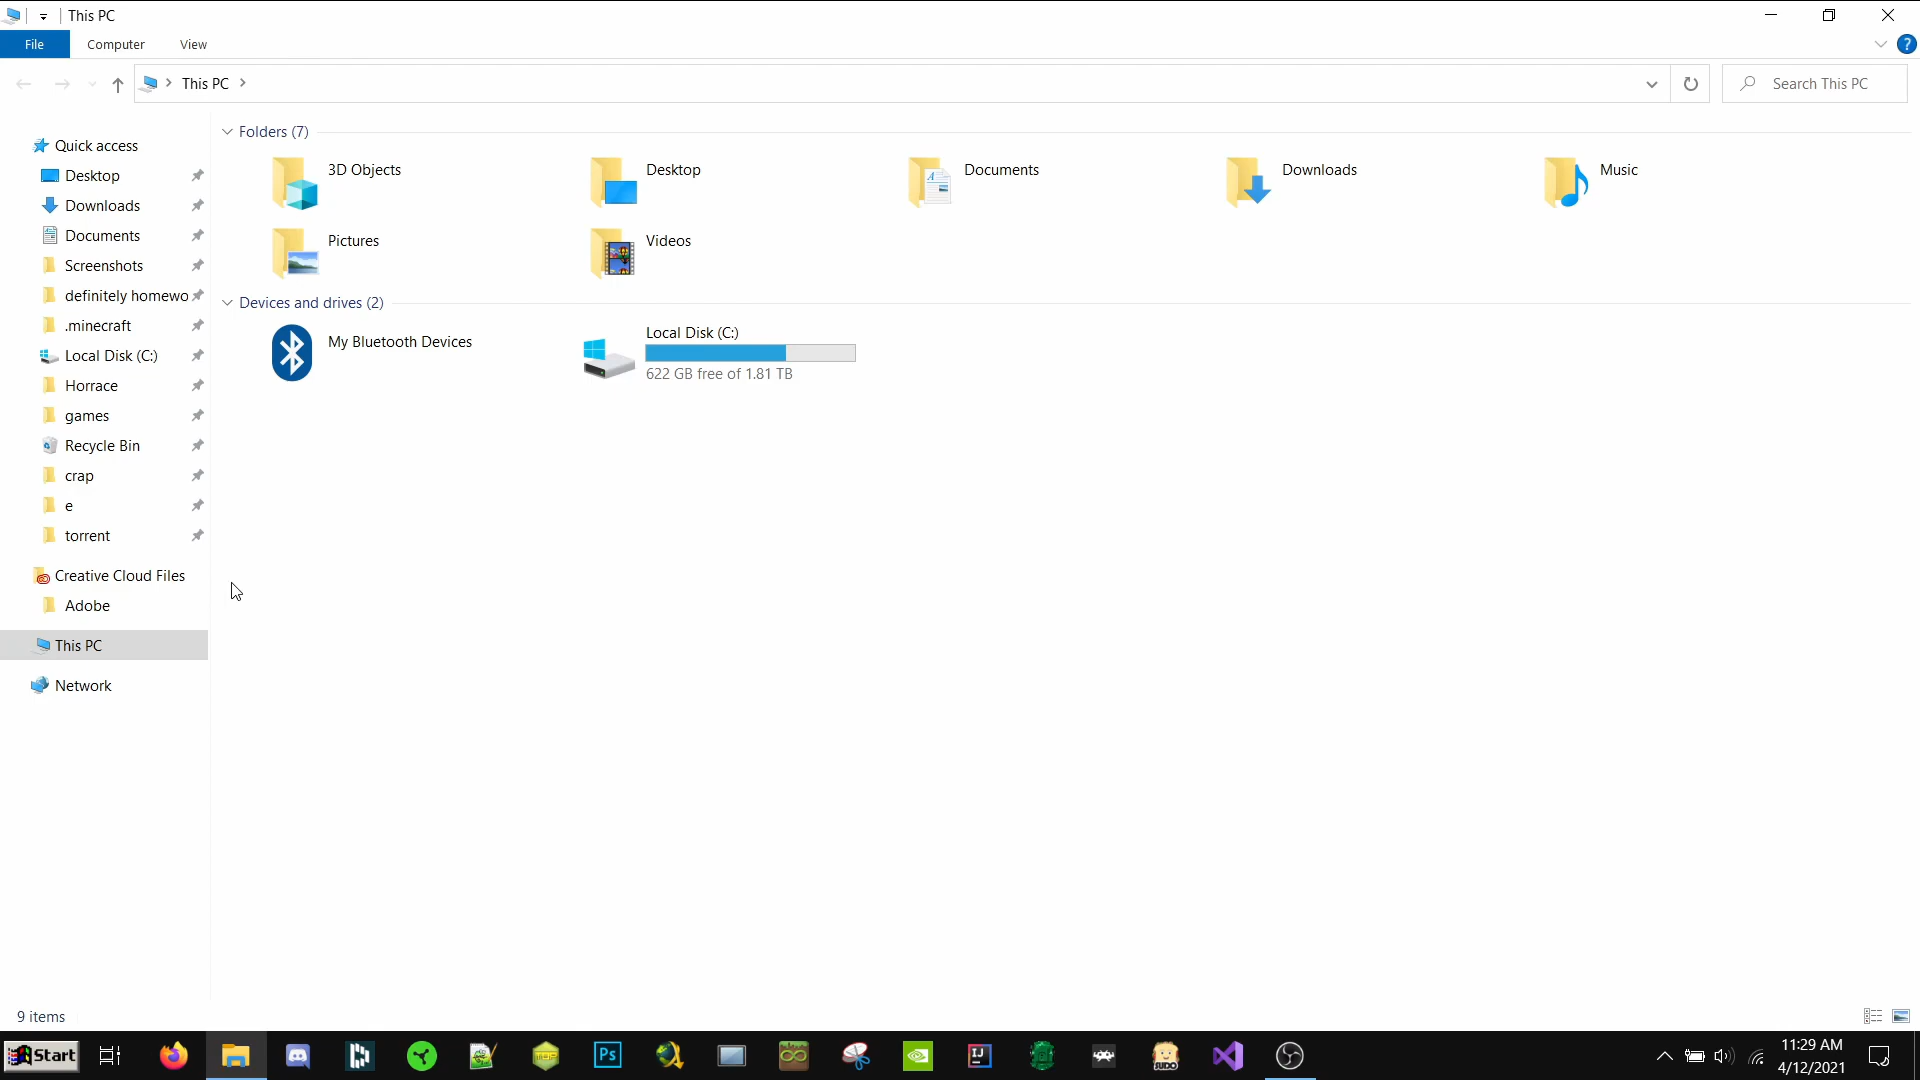 This PC
File
Computer
View
This PC
Search This PC
Quick access
Desktop
Downloads
Documents
Screenshots
definitely homewo
.minecraft
Local Disk (C:)
Horrace
games
Recycle Bin
crap
e
torrent
Creative Cloud Files
Adobe
This PC
Network
Folders (7)
3D Objects
Desktop
Documents
Downloads
Music
Pictures
Videos
Devices and drives (2)
My Bluetooth Devices
Local Disk (C:)
622 GB free of 1.81 TB
9 items
Start
Ps
IJ
SUDO
11:29 AM
4/12/2021